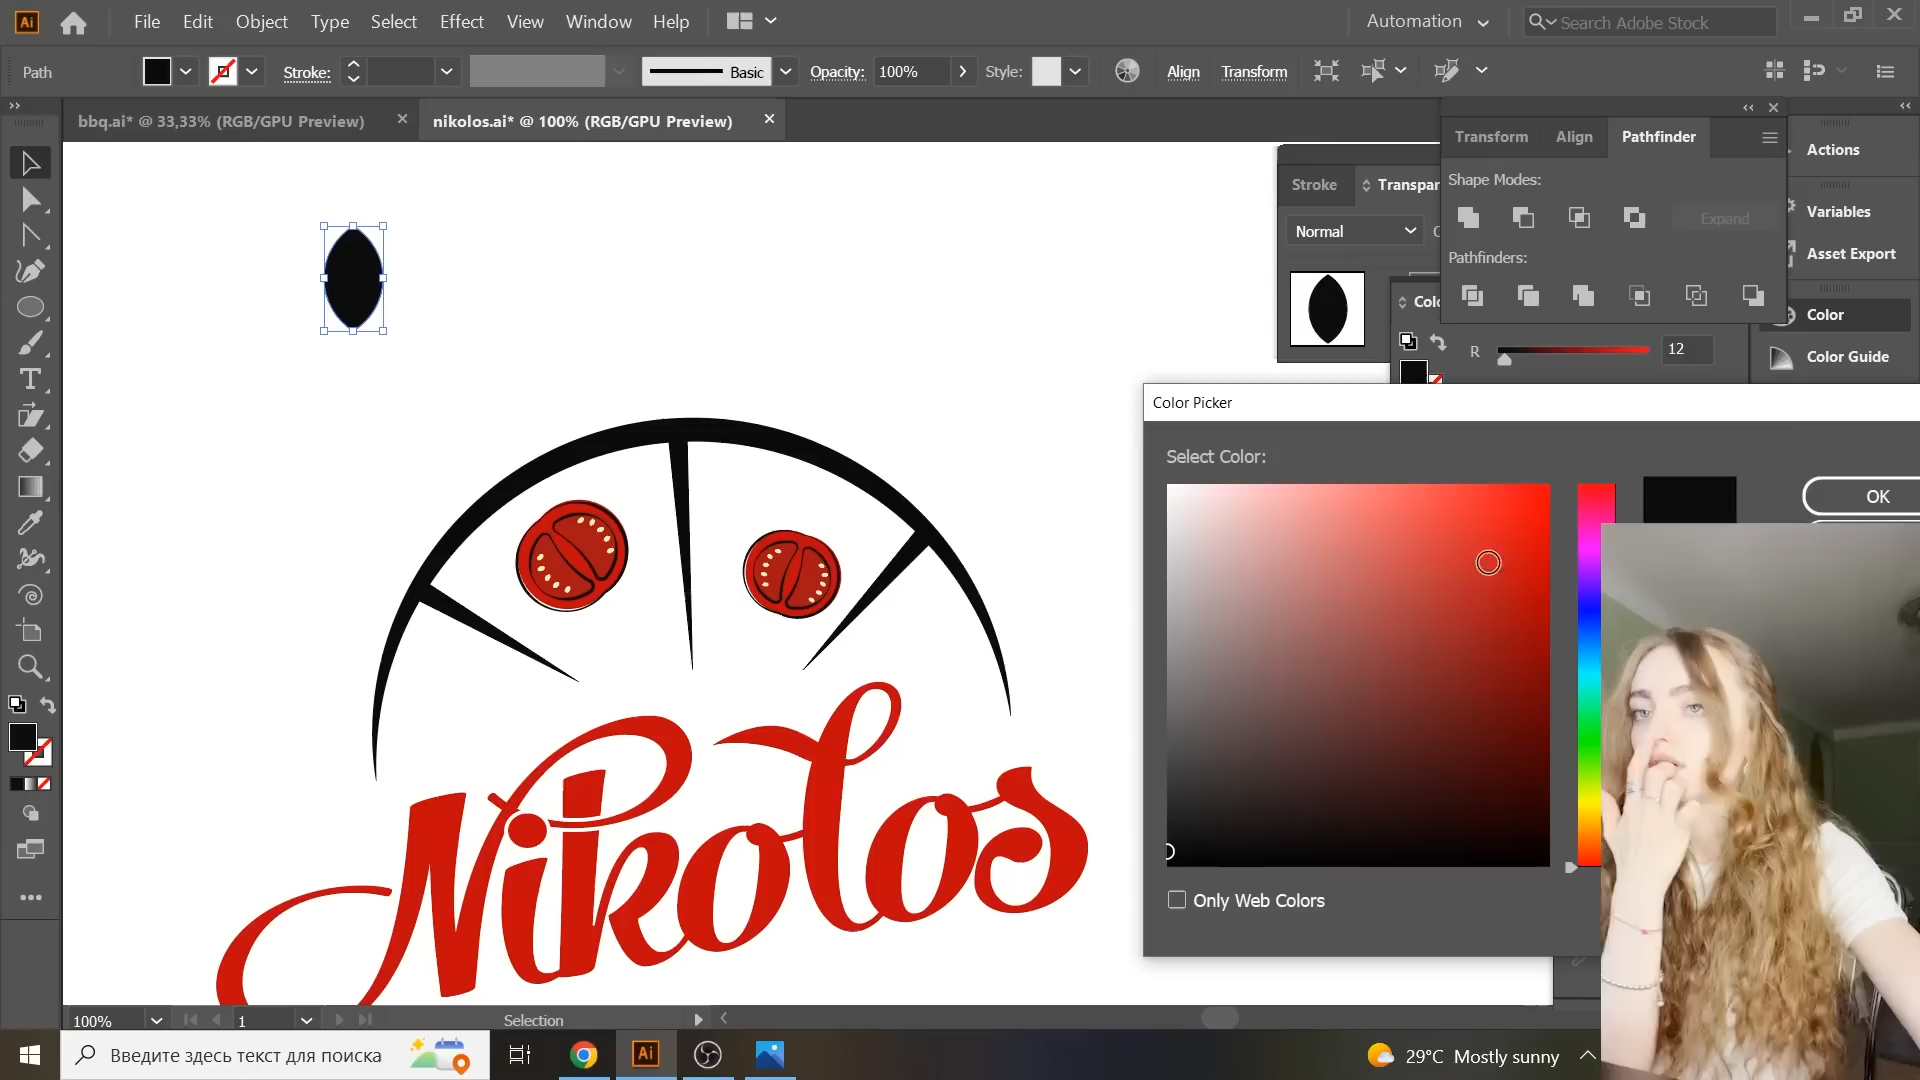 Ai File Edit Object Type Select Effect View Window Help Automation Search Adobe Stock
Path Stroke: Basic Opacity: 100% Style: Align Transform
bbq.ai* @ 33,33% (RGB/GPU Preview) nikolos.ai* @ 100% (RGB/GPU Preview)
Transform Align Pathfinder
Actions
Shape Modes:
Stroke Transpar
Variables
Expand
Normal
Asset Export
Pathfinders:
Colo
Color
R 12
Color Guide
Color Picker
Select Color:
OK
Only Web Colors
Nikolos
100% 1 Selection
Введите здесь текст для поиска Ai 29°C Mostly sunny